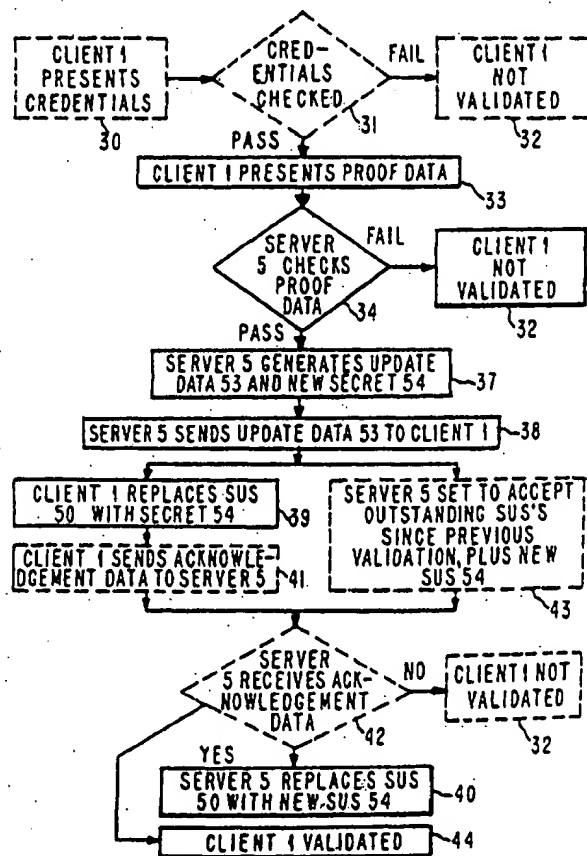 CLIENT 1
PRESENTS
CREDENTIALS
30
CRED-
ENTIALS
CHECKED
31
FAIL
CLIENT 1
NOT
VALIDATED
32
PASS
CLIENT 1 PRESENTS PROOF DATA
33
SERVER
5 CHECKS
PROOF
DATA
34
FAIL
CLIENT 1
NOT
VALIDATED
32
PASS
SERVER 5 GENERATES UPDATE
DATA 53 AND NEW SECRET 54
37
SERVER 5 SENDS UPDATE DATA 53 TO CLIENT 1
38
CLIENT 1 REPLACES SUS
50 WITH SECRET 54
39
CLIENT 1 SENDS ACKNOWLE-
DGEMENT DATA TO SERVER 5
41
SERVER 5 SET TO ACCEPT
OUTSTANDING SUS'S
SINCE PREVIOUS
VALIDATION, PLUS NEW
SUS 54
43
SERVER
5 RECEIVES ACK-
NOWLEDGEMENT
DATA
42
NO
CLIENT 1 NOT
VALIDATED
32
YES
SERVER 5 REPLACES SUS
50 WITH NEW SUS 54
40
CLIENT 1 VALIDATED
44